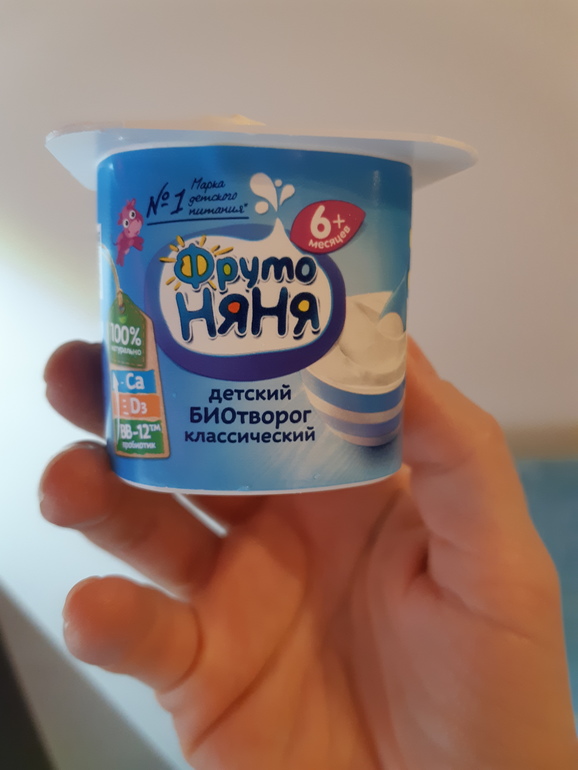 №1 Марка
детского
питания*
6+
месяцев
Фруто
НЯНЯ
100%
натурально
Ca
D3
BB-12™
пробиотик
детский
БИОтворог
классический